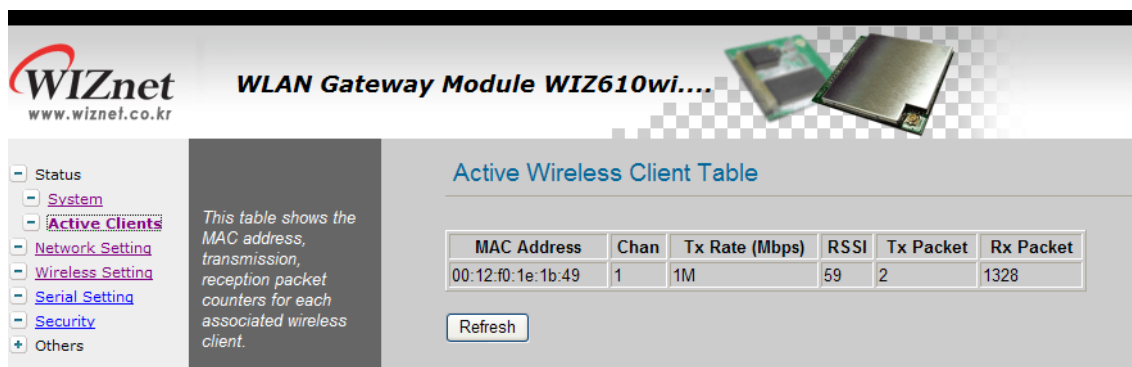 WIZnet
www.wiznet.co.kr
WLAN Gateway Module WIZ610wi....
Status
System
Active Clients
Network Setting
Wireless Setting
Serial Setting
Security
Others
This table shows the
MAC address,
transmission,
reception packet
counters for each
associated wireless
client.
Active Wireless Client Table
MAC Address Chan Tx Rate (Mbps) RSSI Tx Packet Rx Packet
00:12:f0:1e:1b:49 1 1M 59 2 1328
Refresh